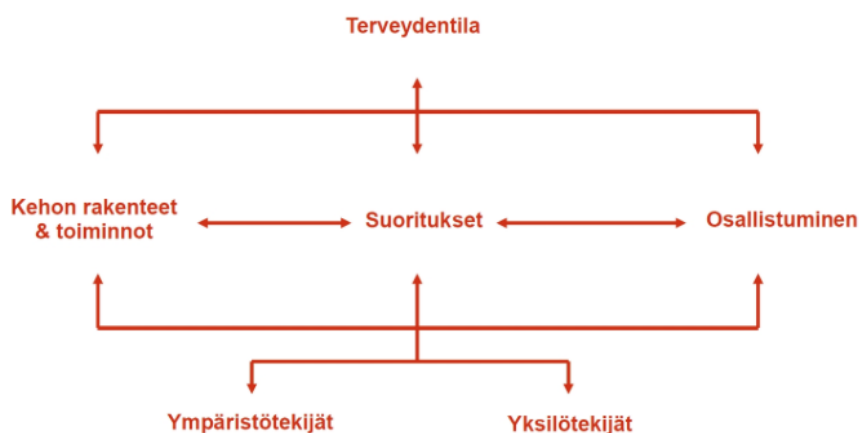 Terveydentila
Kehon rakenteet
& toiminnot
Suoritukset
Osallistuminen
Ympäristötekijät
Yksilötekijät